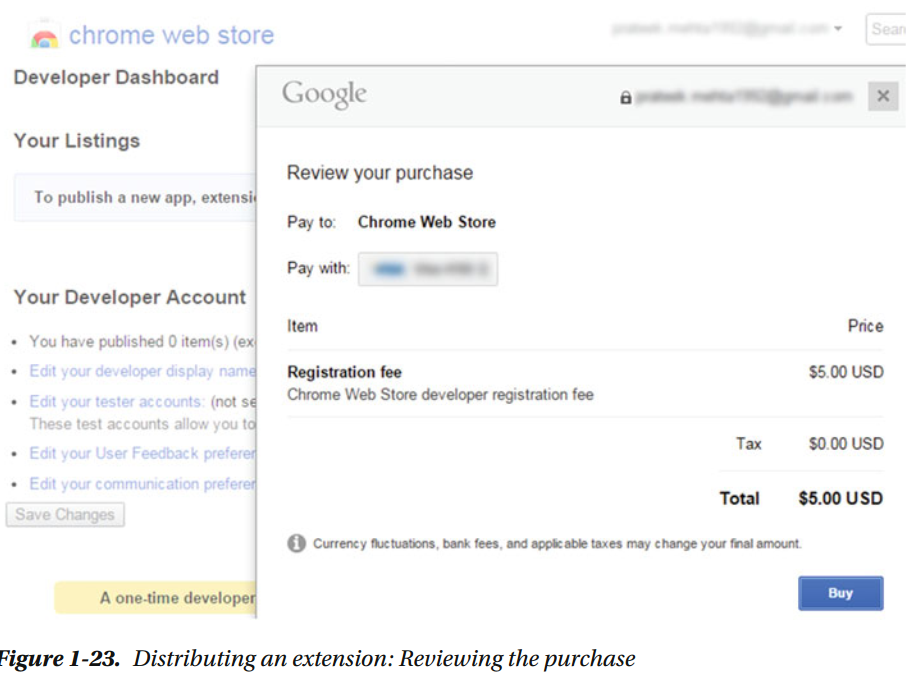 chrome web store
Sear
Developer Dashboard
Google
Your Listings
Review your purchase
To publish a new app, extensi
Pay to: Chrome Web Store
Pay with:
Your Developer Account
Item Price
You have published 0 item(s) (ex
Edit your developer display name
Registration fee $5.00 USD
Chrome Web Store developer registration fee
Edit your tester accounts: (not se
These test accounts allow you to
Tax $0.00 USD
Edit your User Feedback prefere
Edit your communication prefere
Total $5.00 USD
Save Changes
Currency fluctuations, bank fees, and applicable taxes may change your final amount.
Buy
A one-time developer
Figure 1-23. Distributing an extension: Reviewing the purchase